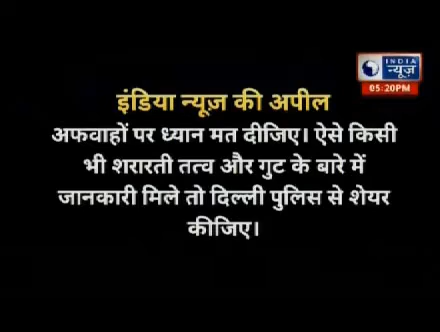 INDIA
न्यूज़
05:20PM
इंडिया न्यूज़ की अपील
अफवाहों पर ध्यान मत दीजिए। ऐसे किसी
भी शरारती तत्व और गुट के बारे में
जानकारी मिले तो दिल्ली पुलिस से शेयर
कीजिए।